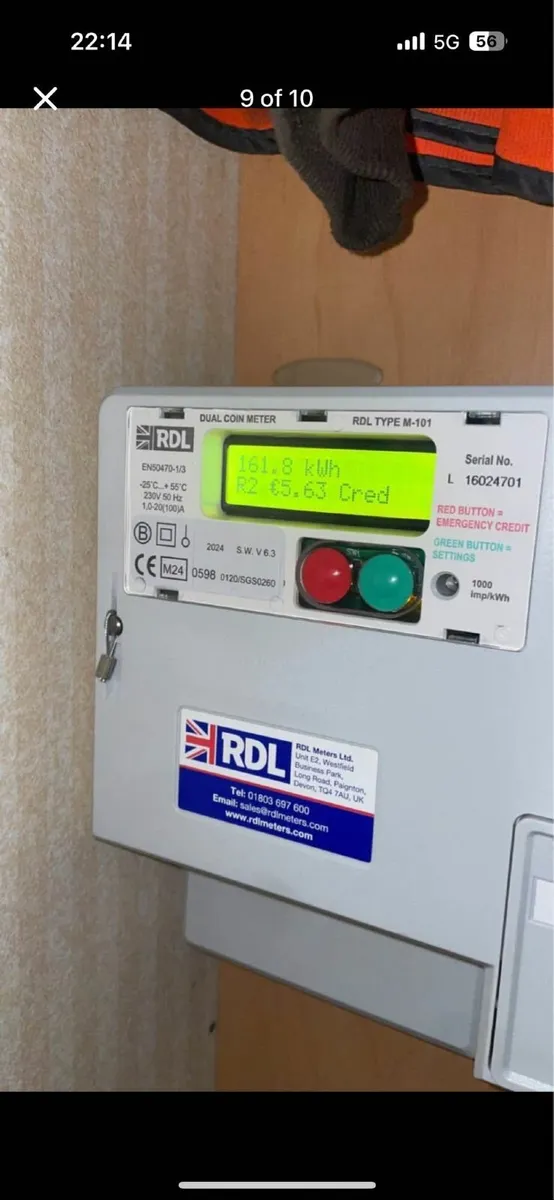 22:14
5G
56
9 of 10
DUAL COIN METER
RDL TYPE M-101
RDL
EN50470-1/3
-25°C...+ 55°C
230V 50 Hz
1,0-20(100)A
161.8 kWh
R2 €5.63 Cred
Serial No.
L 16024701
RED BUTTON =
EMERGENCY CREDIT
GREEN BUTTON =
SETTINGS
B
2024 S.W. V 6.3
CE M24 0598 0120/SGS0260
1000
imp/kWh
RDL
RDL Meters Ltd.
Unit E2, Westfield
Business Park,
Long Road, Paignton,
Devon, TQ4 7AU, UK
Tel: 01803 697 600
Email: sales@rdlmeters.com
www.rdlmeters.com